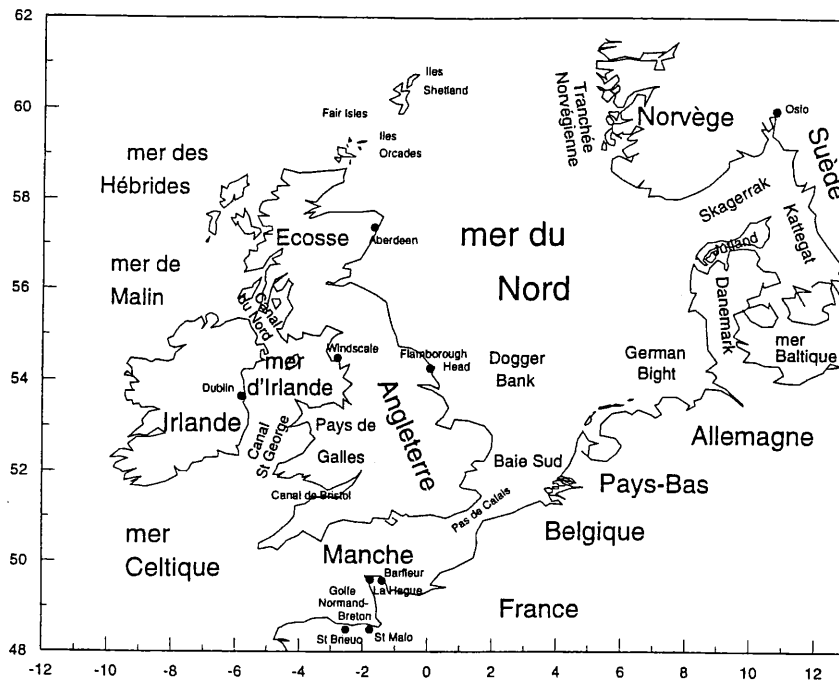 62
60
58
56
54
52
50
48
-12
-10
-8
-6
-4
-2
0
2
4
6
8
10
12
Iles
Shetland
Fair Isles
Iles
Orcades
Tranchée
Norvégienne
Norvège
Oslo
Suède
mer des
Hébrides
Skagerrak
Kattegat
Ecosse
Aberdeen
mer du
Nord
Jutland
Danemark
mer de
Malin
Canal
du Nord
Windscale
Flamborough
Head
Dogger
Bank
German
Bight
mer
Baltique
mer
d'Irlande
Dublin
Irlande
Angleterre
Canal
St George
Pays de
Galles
Allemagne
Baie Sud
Pays-Bas
Canal de Bristol
Pas de Calais
mer
Celtique
Belgique
Manche
Barfleur
La Hague
Golfe
Normand-
Breton
France
St Brieuc
St Malo